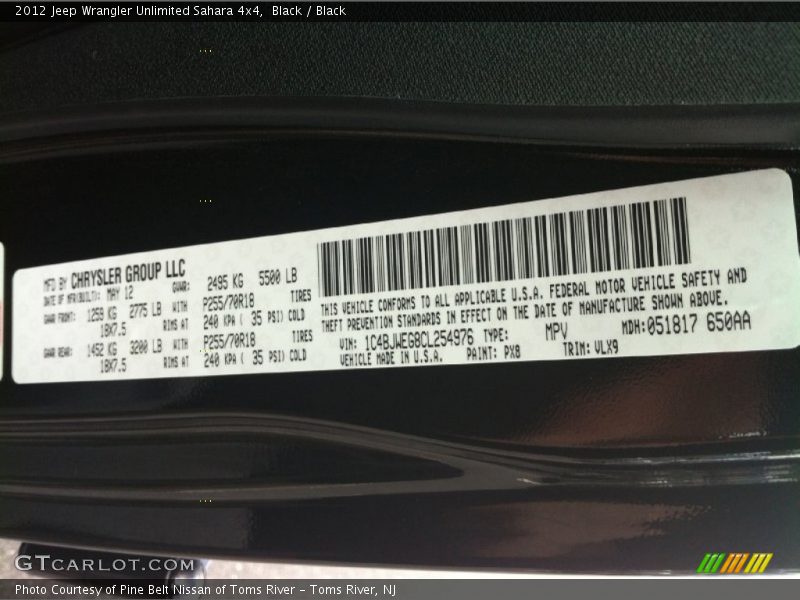 2012 Jeep Wrangler Unlimited Sahara 4x4,  Black / Black
MFD BY CHRYSLER GROUP LLC
DATE OF MFR(BUILT): MAY 12 GVWR: 2495 KG 5500 LB
GAWR FRONT: 1259 KG 2775 LB WITH P255/70R18 TIRES
18X7.5 RIMS AT 240 KPA ( 35 PSI) COLD
GAWR REAR: 1452 KG 3200 LB WITH P255/70R18 TIRES
18X7.5 RIMS AT 240 KPA ( 35 PSI) COLD
THIS VEHICLE CONFORMS TO ALL APPLICABLE U.S.A. FEDERAL MOTOR VEHICLE SAFETY AND
THEFT PREVENTION STANDARDS IN EFFECT ON THE DATE OF MANUFACTURE SHOWN ABOVE.
VIN: 1C4BJWEG8CL254976 TYPE: MPV MDH:051817 650AA
VEHICLE MADE IN U.S.A. PAINT: PX8 TRIM: VLX9
GTCARLOT.COM
Photo Courtesy of Pine Belt Nissan of Toms River - Toms River, NJ